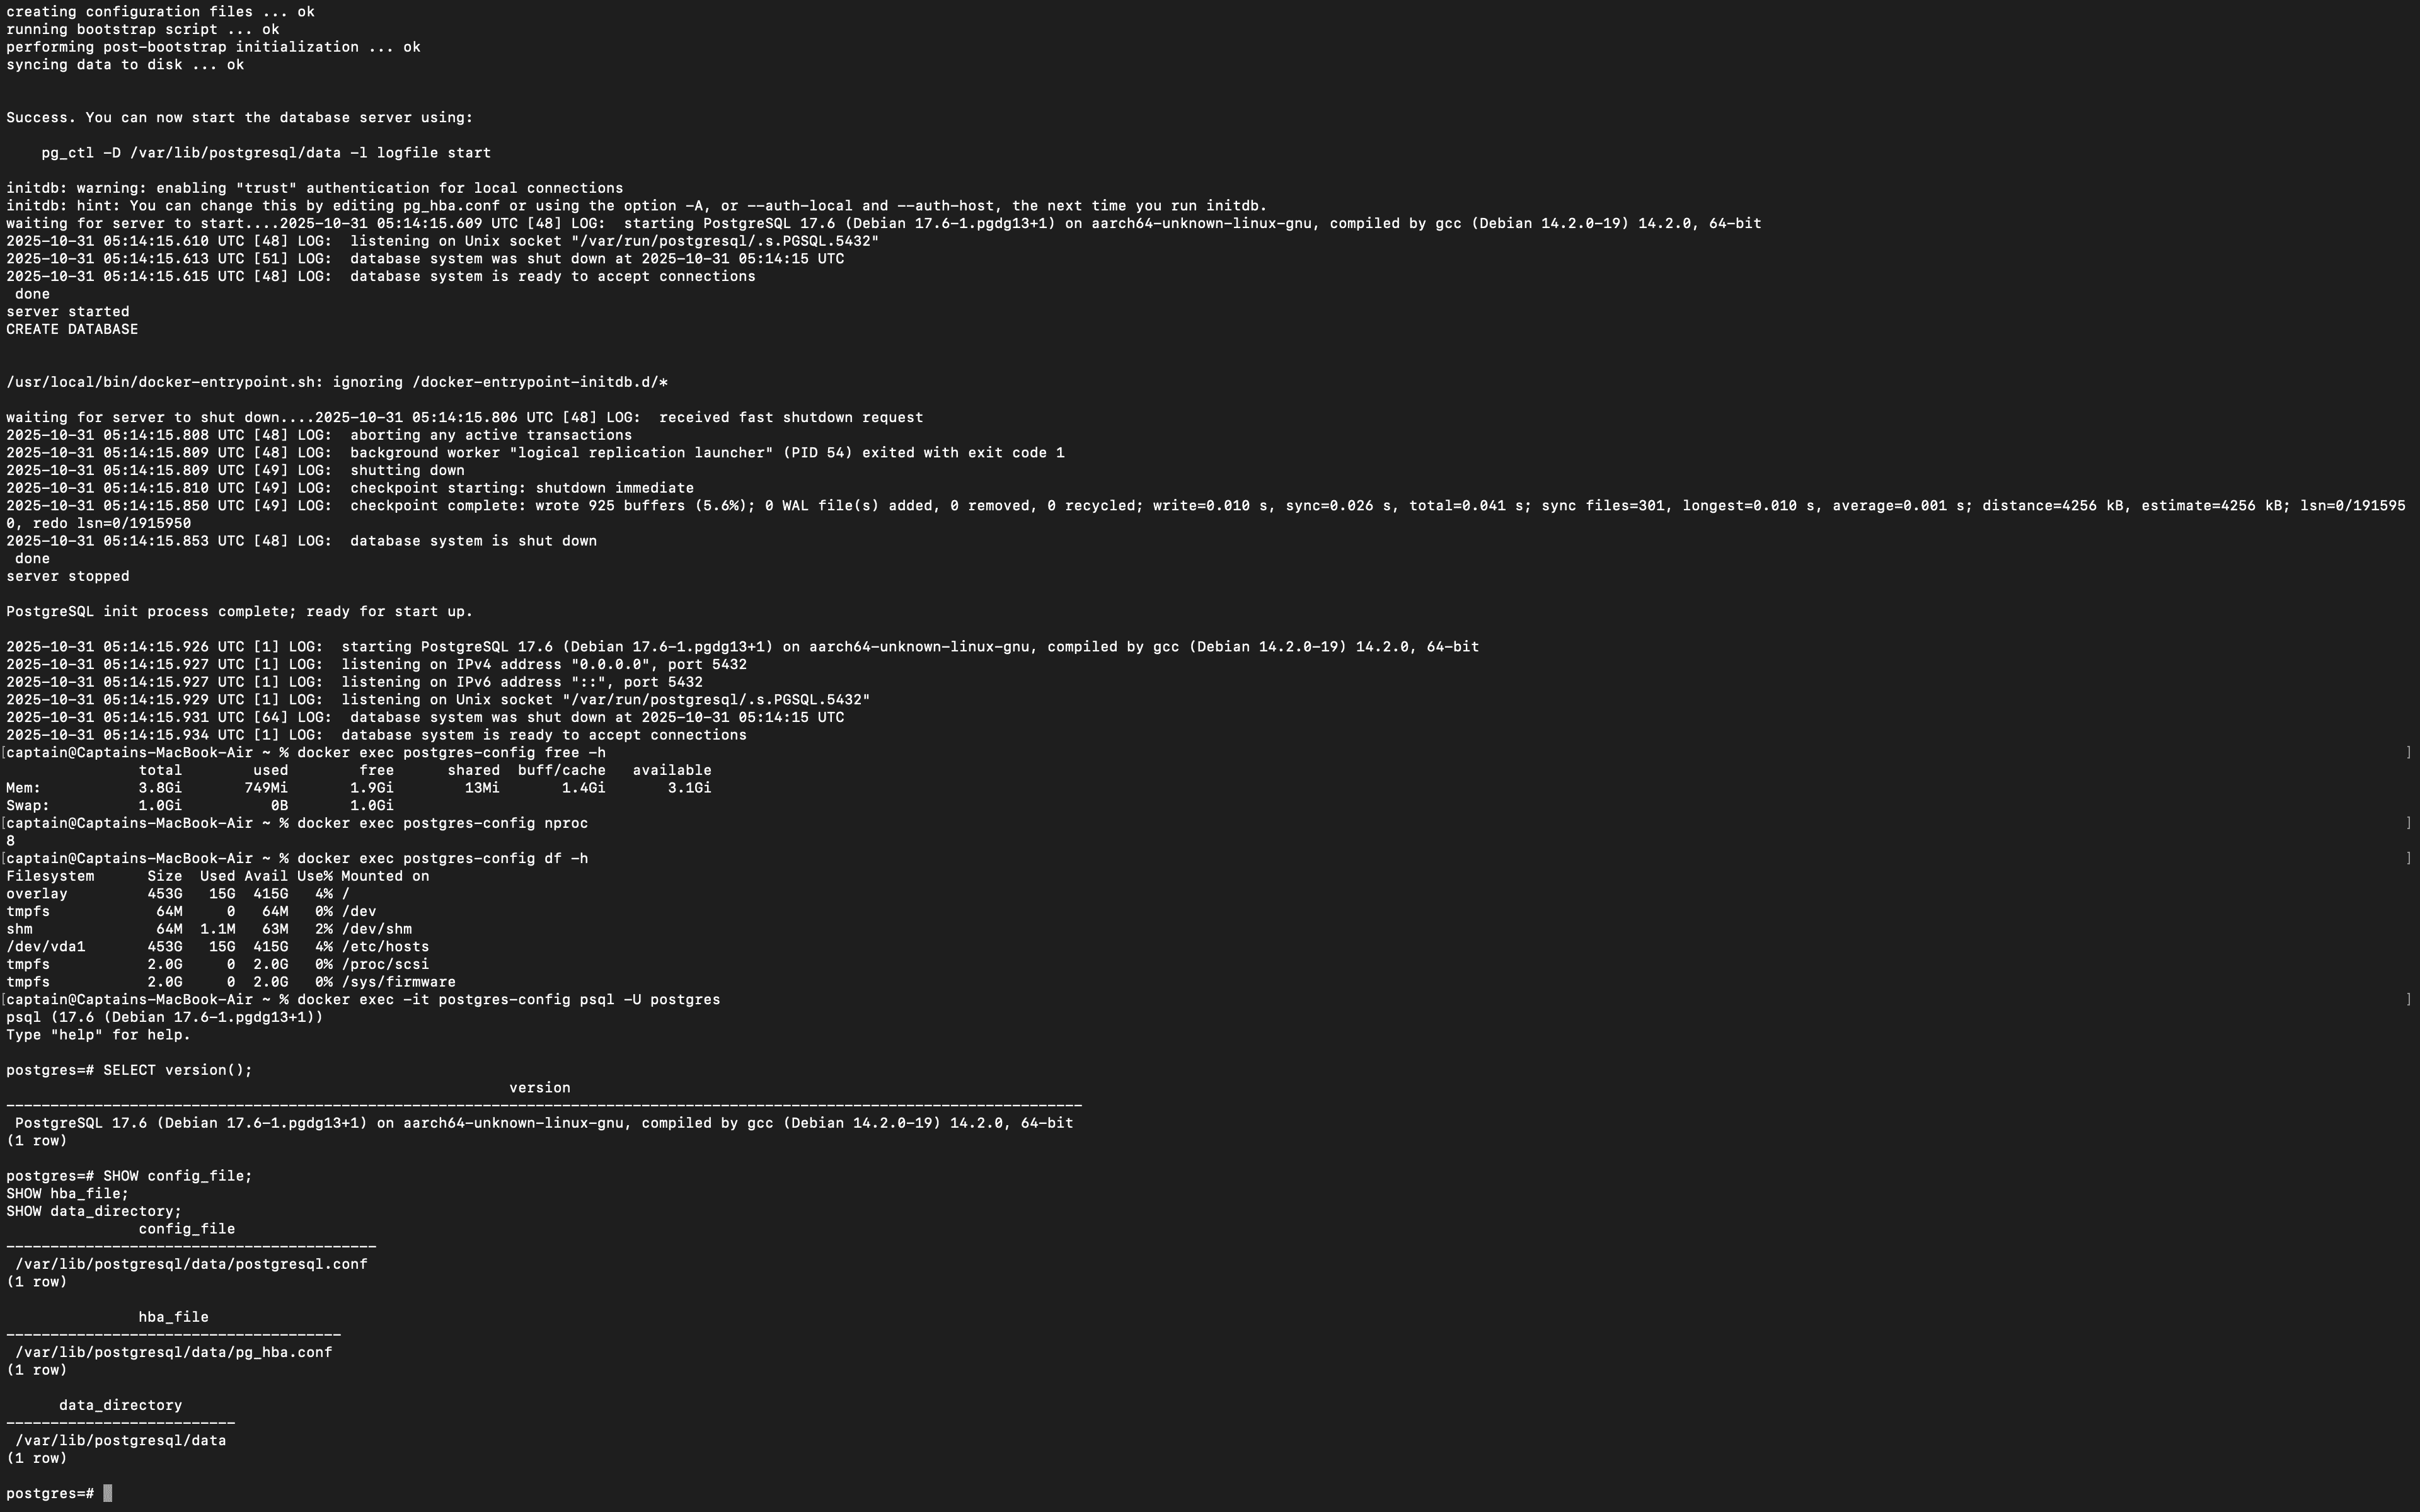 creating configuration files ... ok
running bootstrap script ... ok
performing post-bootstrap initialization ... ok
syncing data to disk ... ok
Success. You can now start the database server using:
    pg_ctl -D /var/lib/postgresql/data -l logfile start
initdb: warning: enabling "trust" authentication for local connections
initdb: hint: You can change this by editing pg_hba.conf or using the option -A, or --auth-local and --auth-host, the next time you run initdb.
waiting for server to start....2025-10-31 05:14:15.609 UTC [48] LOG:  starting PostgreSQL 17.6 (Debian 17.6-1.pgdg13+1) on aarch64-unknown-linux-gnu, compiled by gcc (Debian 14.2.0-19) 14.2.0, 64-bit
2025-10-31 05:14:15.610 UTC [48] LOG:  listening on Unix socket "/var/run/postgresql/.s.PGSQL.5432"
2025-10-31 05:14:15.613 UTC [51] LOG:  database system was shut down at 2025-10-31 05:14:15 UTC
2025-10-31 05:14:15.615 UTC [48] LOG:  database system is ready to accept connections
 done
server started
CREATE DATABASE
/usr/local/bin/docker-entrypoint.sh: ignoring /docker-entrypoint-initdb.d/*
waiting for server to shut down....2025-10-31 05:14:15.806 UTC [48] LOG:  received fast shutdown request
2025-10-31 05:14:15.808 UTC [48] LOG:  aborting any active transactions
2025-10-31 05:14:15.809 UTC [48] LOG:  background worker "logical replication launcher" (PID 54) exited with exit code 1
2025-10-31 05:14:15.809 UTC [49] LOG:  shutting down
2025-10-31 05:14:15.810 UTC [49] LOG:  checkpoint starting: shutdown immediate
2025-10-31 05:14:15.850 UTC [49] LOG:  checkpoint complete: wrote 925 buffers (5.6%); 0 WAL file(s) added, 0 removed, 0 recycled; write=0.010 s, sync=0.026 s, total=0.041 s; sync files=301, longest=0.010 s, average=0.001 s; distance=4256 kB, estimate=4256 kB; lsn=0/191595
0, redo lsn=0/1915950
2025-10-31 05:14:15.853 UTC [48] LOG:  database system is shut down
 done
server stopped
PostgreSQL init process complete; ready for start up.
2025-10-31 05:14:15.926 UTC [1] LOG:  starting PostgreSQL 17.6 (Debian 17.6-1.pgdg13+1) on aarch64-unknown-linux-gnu, compiled by gcc (Debian 14.2.0-19) 14.2.0, 64-bit
2025-10-31 05:14:15.927 UTC [1] LOG:  listening on IPv4 address "0.0.0.0", port 5432
2025-10-31 05:14:15.927 UTC [1] LOG:  listening on IPv6 address "::", port 5432
2025-10-31 05:14:15.929 UTC [1] LOG:  listening on Unix socket "/var/run/postgresql/.s.PGSQL.5432"
2025-10-31 05:14:15.931 UTC [64] LOG:  database system was shut down at 2025-10-31 05:14:15 UTC
2025-10-31 05:14:15.934 UTC [1] LOG:  database system is ready to accept connections
[captain@Captains-MacBook-Air ~ % docker exec postgres-config free -h ]
               total        used        free      shared  buff/cache   available
Mem:           3.8Gi       749Mi       1.9Gi        13Mi       1.4Gi       3.1Gi
Swap:          1.0Gi          0B       1.0Gi
[captain@Captains-MacBook-Air ~ % docker exec postgres-config nproc ]
8
[captain@Captains-MacBook-Air ~ % docker exec postgres-config df -h ]
Filesystem      Size  Used Avail Use% Mounted on
overlay         453G   15G  415G   4% /
tmpfs            64M     0   64M   0% /dev
shm              64M  1.1M   63M   2% /dev/shm
/dev/vda1       453G   15G  415G   4% /etc/hosts
tmpfs           2.0G     0  2.0G   0% /proc/scsi
tmpfs           2.0G     0  2.0G   0% /sys/firmware
[captain@Captains-MacBook-Air ~ % docker exec -it postgres-config psql -U postgres ]
psql (17.6 (Debian 17.6-1.pgdg13+1))
Type "help" for help.
postgres=# SELECT version();
version
---------------------------------------------------------------------------------------------------------------------------
 PostgreSQL 17.6 (Debian 17.6-1.pgdg13+1) on aarch64-unknown-linux-gnu, compiled by gcc (Debian 14.2.0-19) 14.2.0, 64-bit
(1 row)
postgres=# SHOW config_file;
SHOW hba_file;
SHOW data_directory;
config_file
------------------------------------------
 /var/lib/postgresql/data/postgresql.conf
(1 row)
hba_file
--------------------------------------
 /var/lib/postgresql/data/pg_hba.conf
(1 row)
data_directory
--------------------------
 /var/lib/postgresql/data
(1 row)
postgres=#